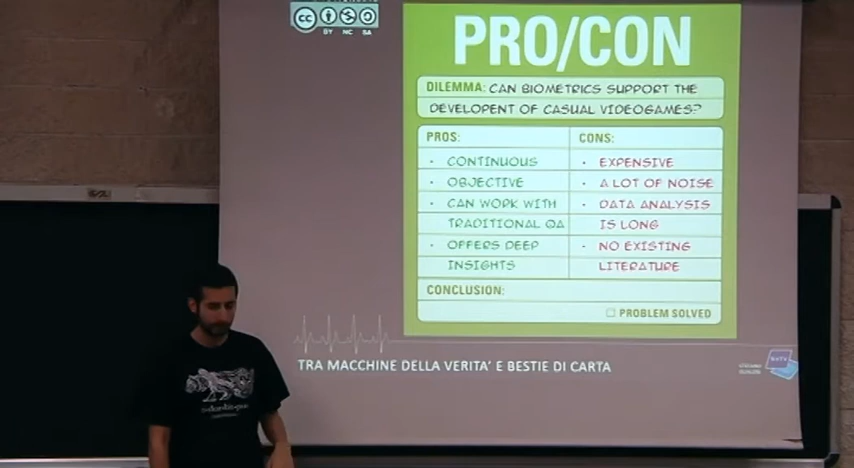 cc
BY NC SA
PRO/CON
DILEMMA: CAN BIOMETRICS SUPPORT THE
DEVELOPENT OF CASUAL VIDEOGAMES?
PROS:
• CONTINUOUS
• OBJECTIVE
• CAN WORK WITH
TRADITIONAL QA
• OFFERS DEEP
INSIGHTS
CONS:
• EXPENSIVE
• A LOT OF NOISE
• DATA ANALYSIS
IS LONG
• NO EXISTING
LITERATURE
CONCLUSION:
PROBLEM SOLVED
TRA MACCHINE DELLA VERITA' E BESTIE DI CARTA